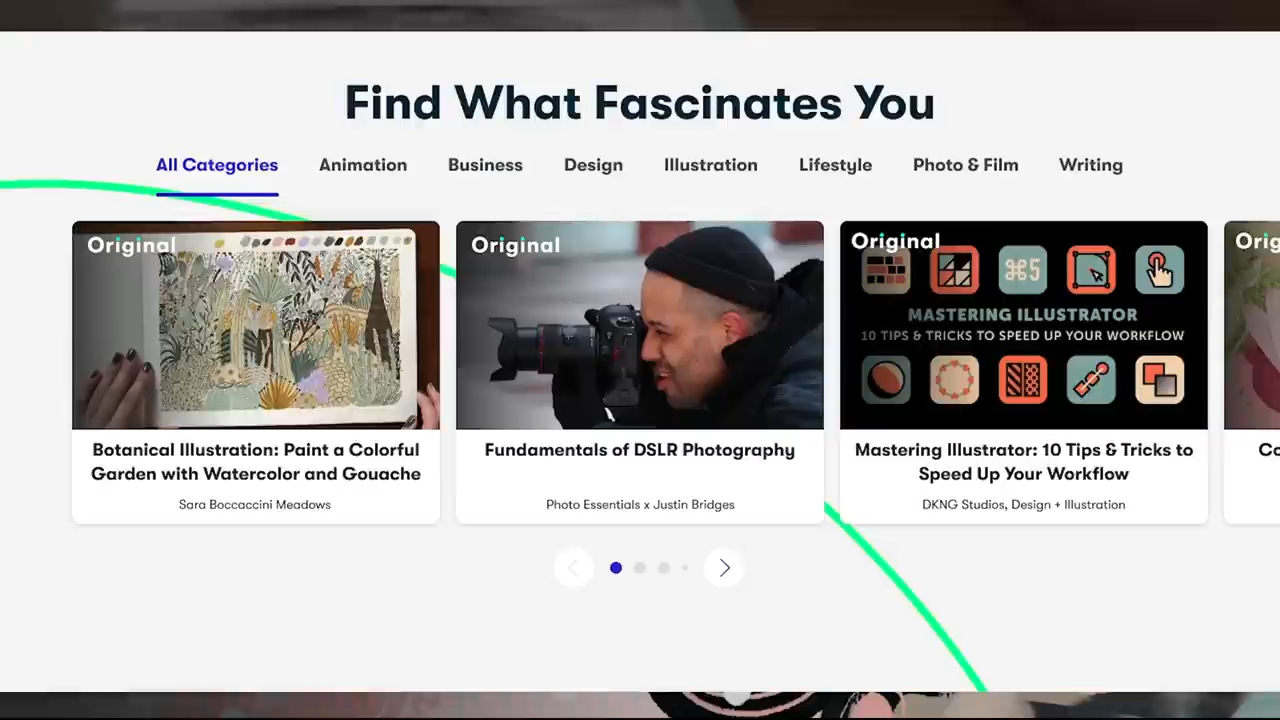 Find What Fascinates You
All Categories Animation Business Design Illustration Lifestyle Photo & Film Writing
Original
Botanical Illustration: Paint a Colorful
Garden with Watercolor and Gouache
Sara Boccaccini Meadows
Original
Fundamentals of DSLR Photography
Photo Essentials x Justin Bridges
Original
⌘5
MASTERING ILLUSTRATOR
10 TIPS & TRICKS TO SPEED UP YOUR WORKFLOW
Mastering Illustrator: 10 Tips & Tricks to
Speed Up Your Workflow
DKNG Studios, Design + Illustration